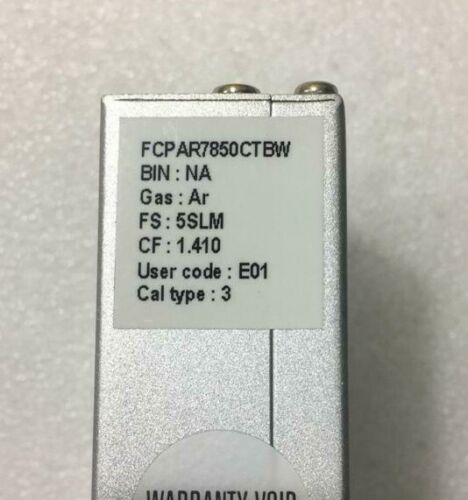 FCPAR7850CTBW
BIN : NA
Gas : Ar
FS : 5SLM
CF : 1.410
User code : E01
Cal type : 3
WARRANTY VOID